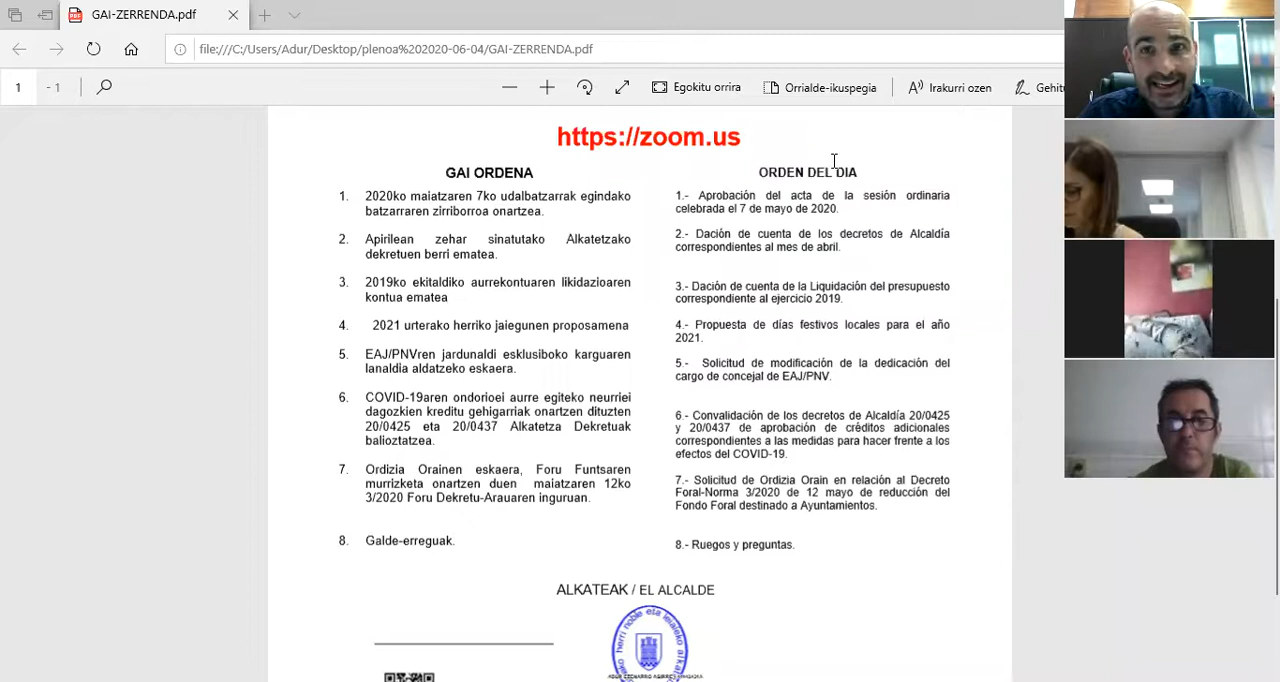 GAI-ZERRENDA.pdf
file:///C:/Users/Adur/Desktop/plenoa%202020-06-04/GAI-ZERRENDA.pdf
1 - 1
Egokitu orrira
Orrialde-ikuspegia
Irakurri ozen
Gehitu
https://zoom.us
GAI ORDENA
1. 2020ko maiatzaren 7ko udalbatzarrak egindako
batzarraren zirriborroa onartzea.
2. Apirilean zehar sinatutako Alkatetzako
dekretuen berri ematea.
3. 2019ko ekitaldiko aurrekontuaren likidazioaren
kontua ematea
4. 2021 urterako herriko jaiegunen proposamena
5. EAJ/PNVren jardunaldi esklusiboko karguaren
lanaldia aldatzeko eskaera.
6. COVID-19aren ondorioei aurre egiteko neurriei
dagozkien kreditu gehigarriak onartzen dituzten
20/0425 eta 20/0437 Alkatetza Dekretuak
balioztatzea.
7. Ordizia Orainen eskaera, Foru Funtsaren
murrizketa onartzen duen maiatzaren 12ko
3/2020 Foru Dekretu-Arauaren inguruan.
8. Galde-erreguak.
ORDEN DEL DIA
1.- Aprobación del acta de la sesión ordinaria
celebrada el 7 de mayo de 2020.
2.- Dación de cuenta de los decretos de Alcaldía
correspondientes al mes de abril.
3.- Dación de cuenta de la Liquidación del presupuesto
correspondiente al ejercicio 2019.
4.- Propuesta de días festivos locales para el año
2021.
5.- Solicitud de modificación de la dedicación del
cargo de concejal de EAJ/PNV.
6.- Convalidación de los decretos de Alcaldía 20/0425
y 20/0437 de aprobación de créditos adicionales
correspondientes a las medidas para hacer frente a los
efectos del COVID-19.
7.- Solicitud de Ordizia Orain en relación al Decreto
Foral-Norma 3/2020 de 12 mayo de reducción del
Fondo Foral destinado a Ayuntamientos.
8.- Ruegos y preguntas.
ALKATEAK / EL ALCALDE
herri noble eta leialeko